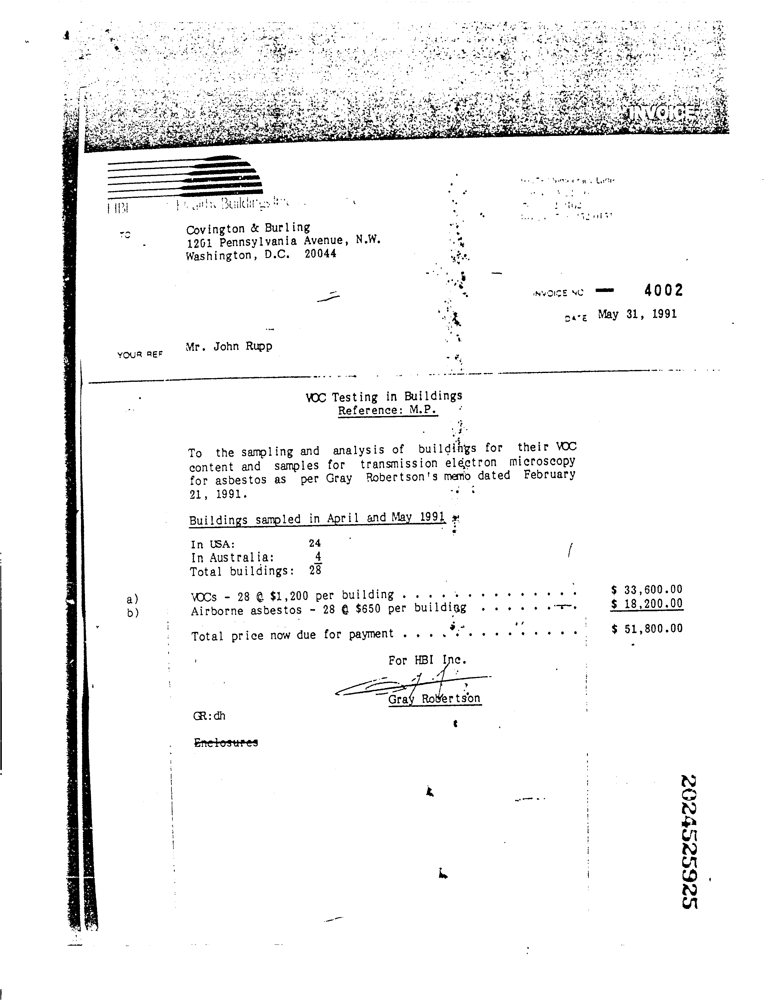 INVOICE
HBI Healthy Buildings
TO
Covington & Burling
1201 Pennsylvania Avenue, N.W.
Washington, D.C. 20044
INVOICE NO — 4002
DATE May 31, 1991
YOUR REF Mr. John Rupp
VOC Testing in Buildings
Reference: M.P.
To the sampling and analysis of buildings for their VOC
content and samples for transmission electron microscopy
for asbestos as per Gray Robertson's memo dated February
21, 1991.
Buildings sampled in April and May 1991
In USA: 24
In Australia: 4
Total buildings: 28
a) VOCs - 28 @ $1,200 per building . . . . . . . . . . . . . . $ 33,600.00
b) Airborne asbestos - 28 @ $650 per building . . . . . . . $ 18,200.00
Total price now due for payment . . . . . . . . . . . . . $ 51,800.00
For HBI Inc.
Gray Robertson
GR:dh
Enclosures
2024525925